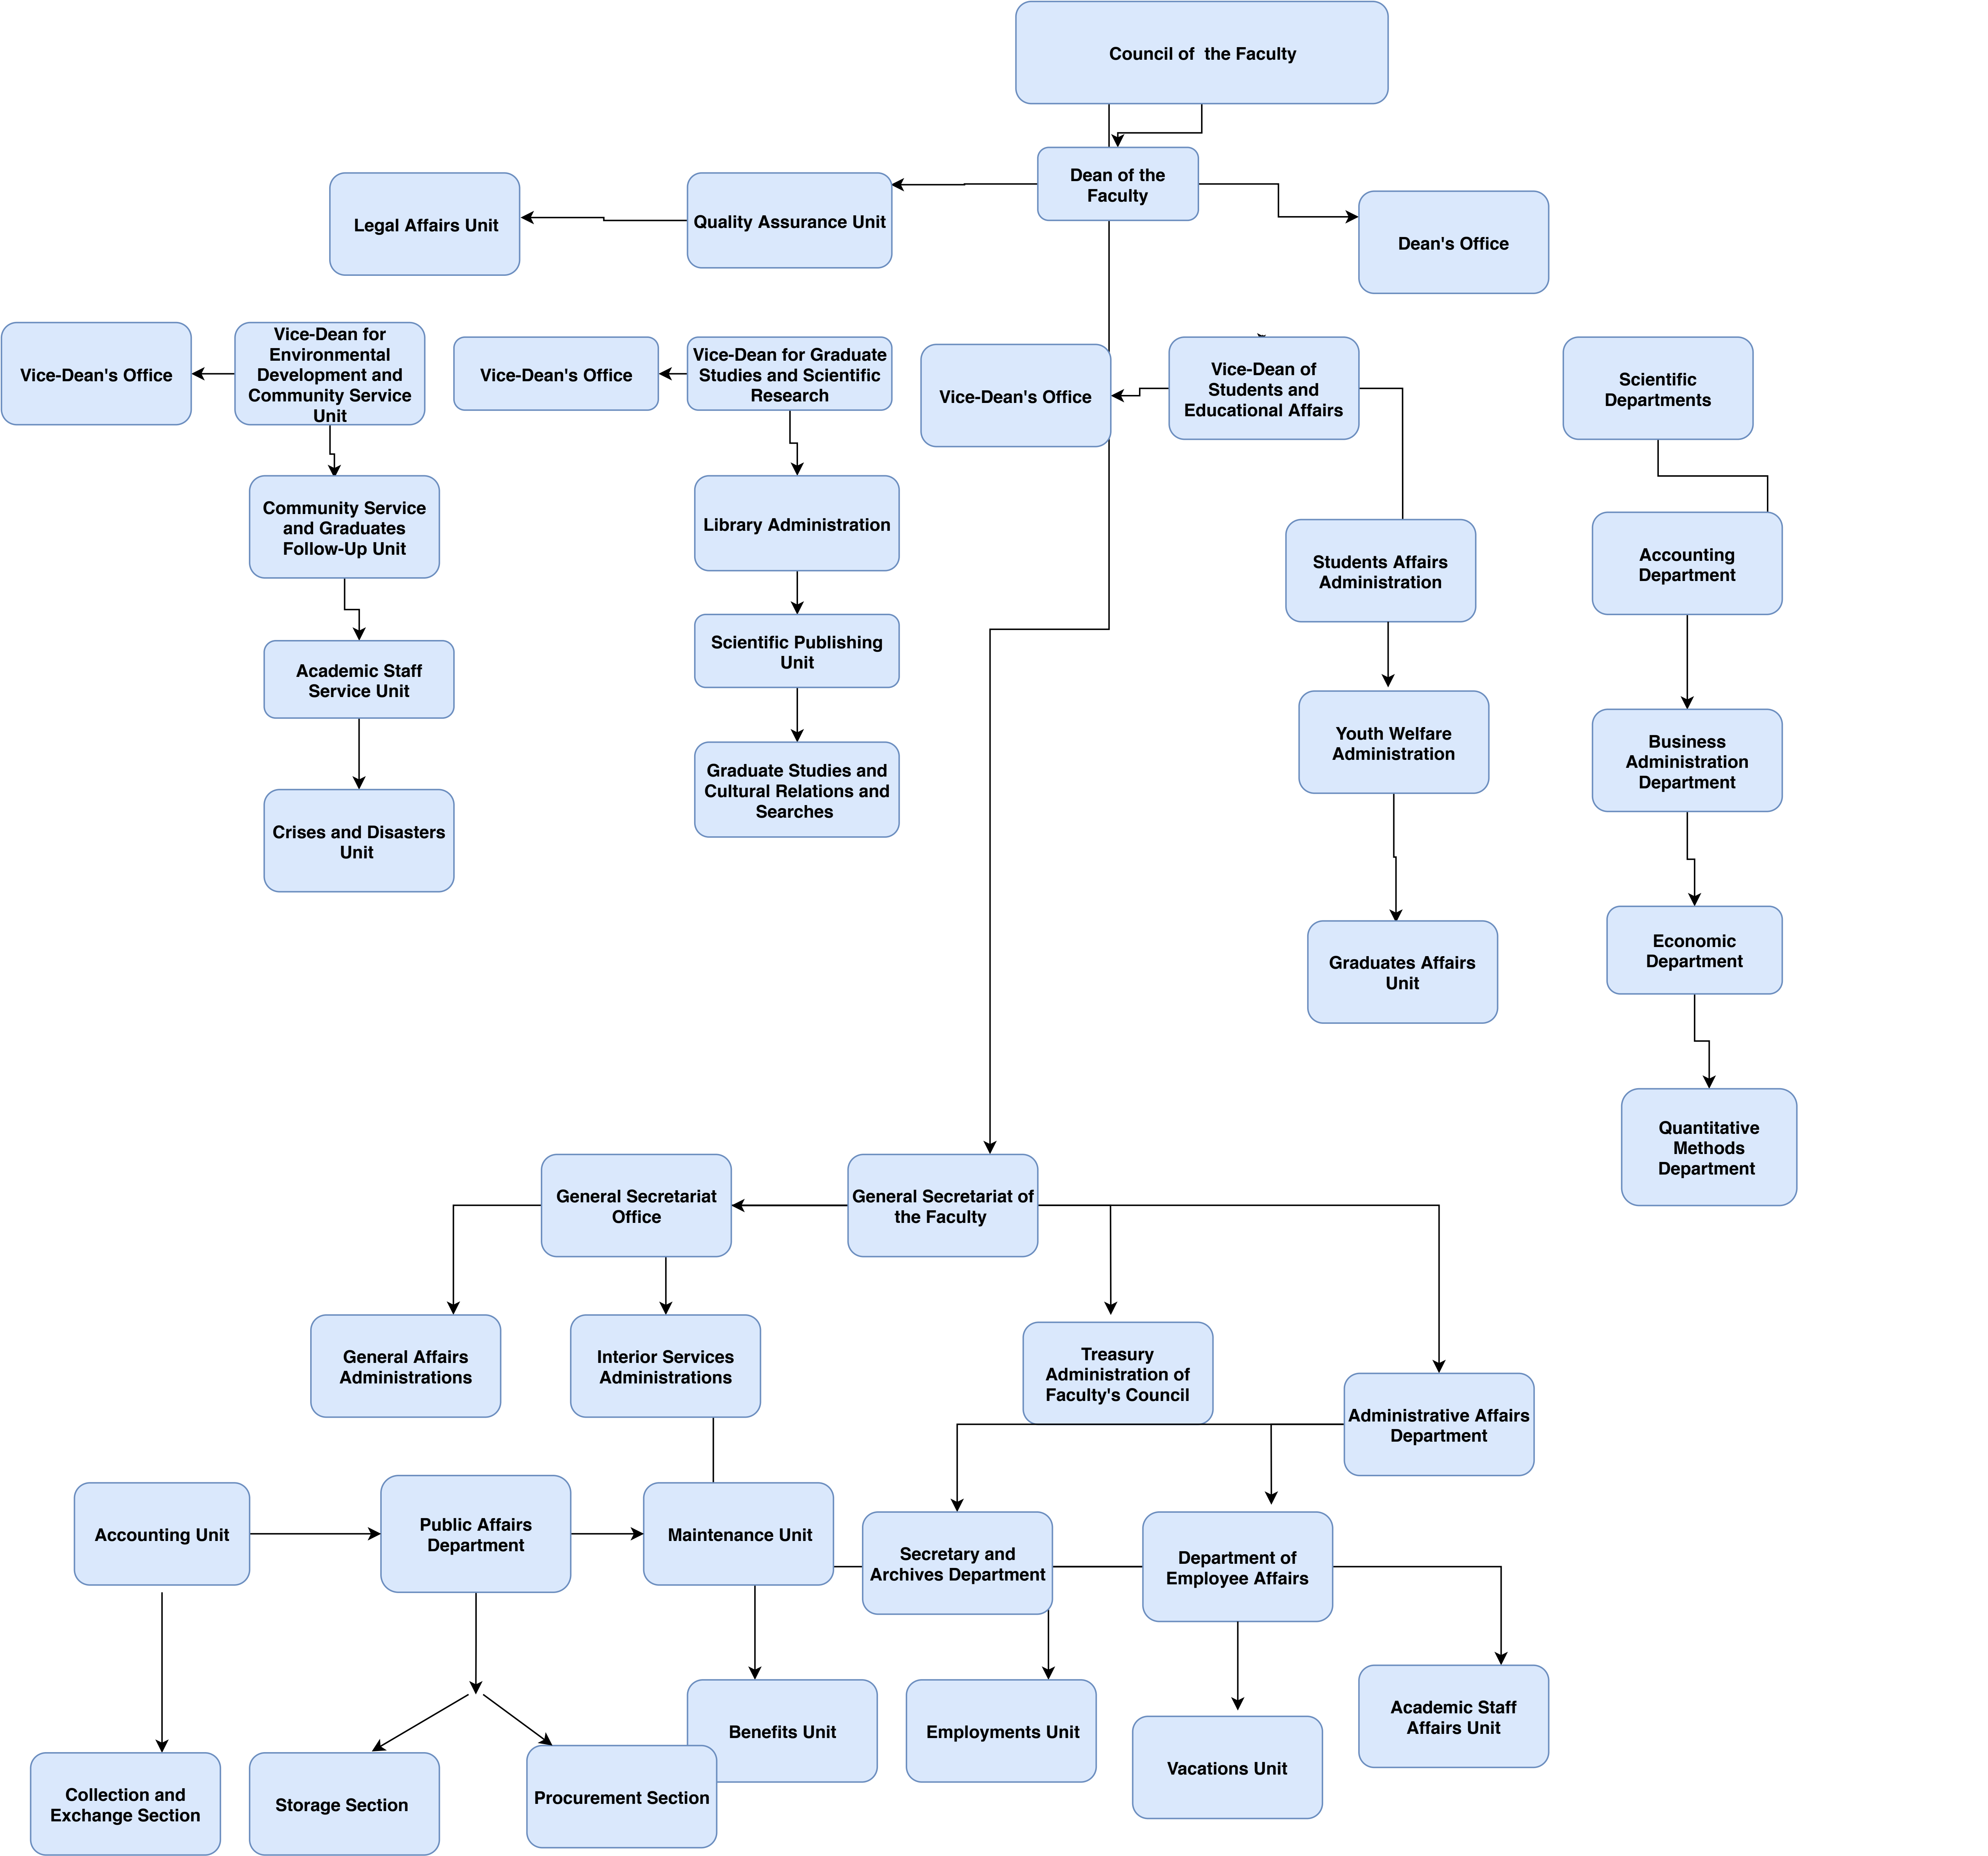 Council of  the Faculty
Dean of the
Faculty
Legal Affairs Unit
Quality Assurance Unit
Dean's Office
Vice-Dean's Office
Vice-Dean for
Environmental
Development and
Community Service
Unit
Vice-Dean's Office
Vice-Dean for Graduate
Studies and Scientific
Research
Vice-Dean's Office
Vice-Dean of
Students and
Educational Affairs
Scientific
Departments
Community Service
and Graduates
Follow-Up Unit
Library Administration
Students Affairs
Administration
Accounting
Department
Academic Staff
Service Unit
Scientific Publishing
Unit
Youth Welfare
Administration
Business
Administration
Department
Crises and Disasters
Unit
Graduate Studies and
Cultural Relations and
Searches
Graduates Affairs
Unit
Economic
Department
Quantitative
Methods
Department
General Secretariat
Office
General Secretariat of
the Faculty
General Affairs
Administrations
Interior Services
Administrations
Treasury
Administration of
Faculty's Council
Administrative Affairs
Department
Accounting Unit
Public Affairs
Department
Maintenance Unit
Secretary and
Archives Department
Department of
Employee Affairs
Benefits Unit
Employments Unit
Vacations Unit
Academic Staff
Affairs Unit
Collection and
Exchange Section
Storage Section
Procurement Section